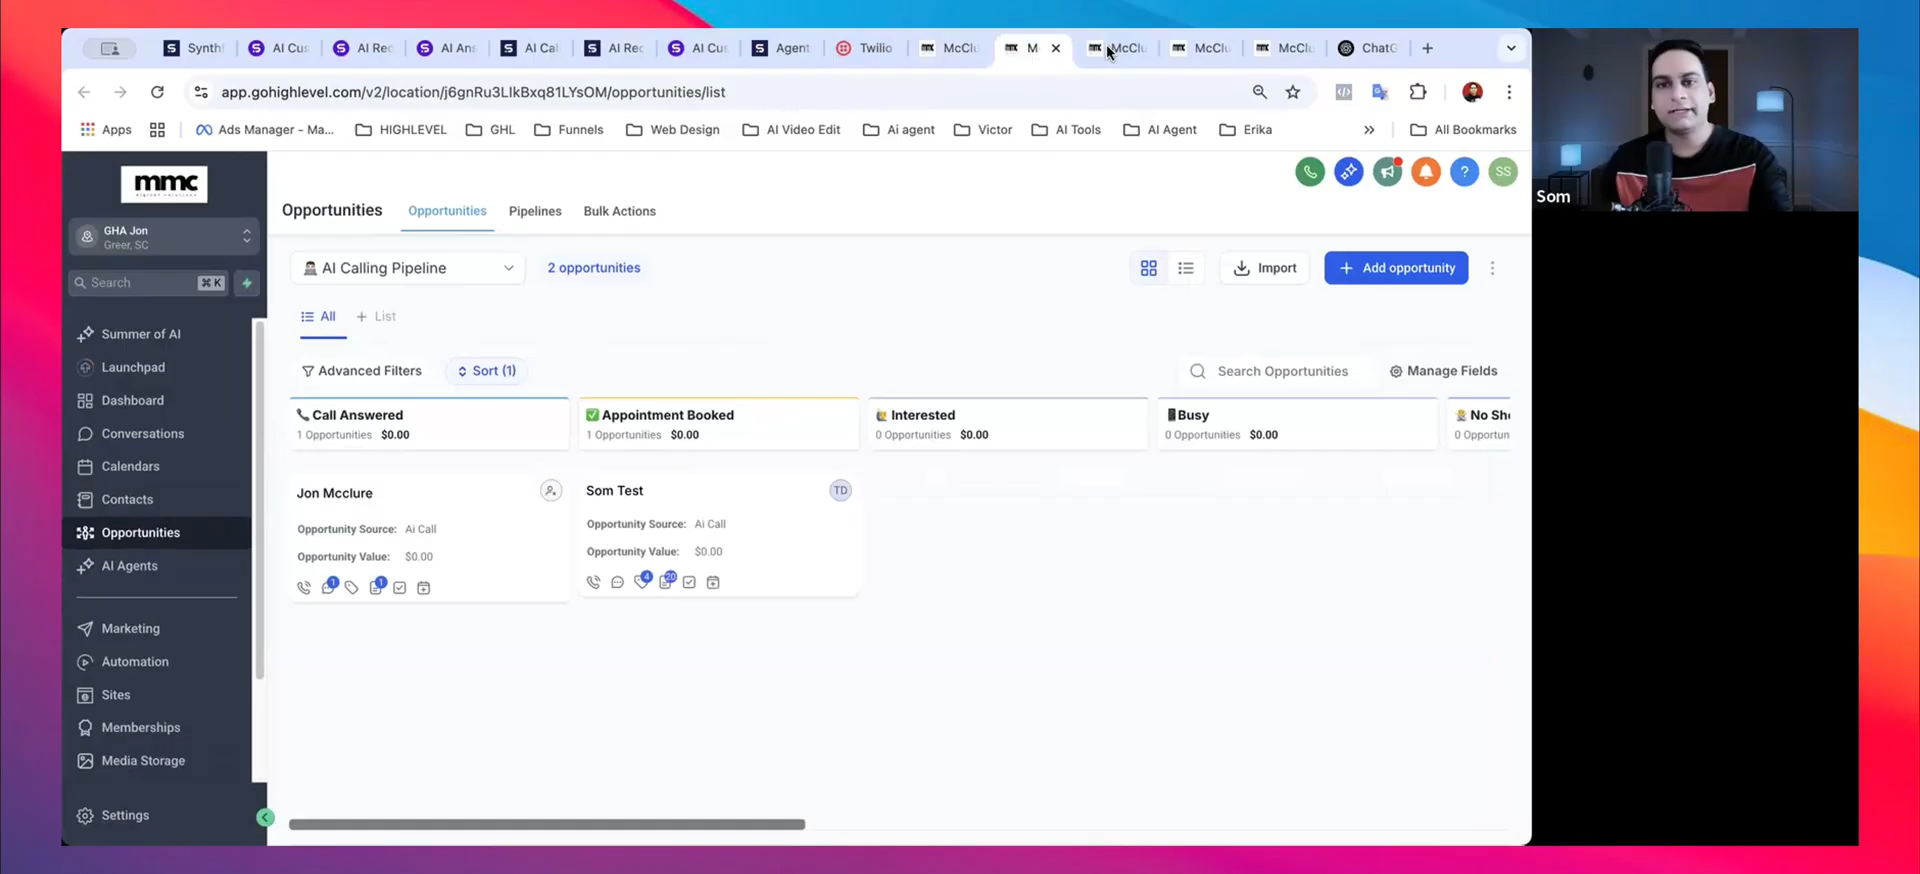 Synthf
AI Cus
AI Rec
AI Ans
AI Cal
AI Rec
AI Cus
Agent
Twilio
McClu
M
McClu
McClu
McClu
ChatG
app.gohighlevel.com/v2/location/j6gnRu3LIkBxq81LYsOM/opportunities/list
Apps
Ads Manager - Ma...
HIGHLEVEL
GHL
Funnels
Web Design
AI Video Edit
Ai agent
Victor
AI Tools
AI Agent
Erika
All Bookmarks
mmc
GHA Jon
Greer, SC
Search
⌘ K
Summer of AI
Launchpad
Dashboard
Conversations
Calendars
Contacts
Opportunities
AI Agents
Marketing
Automation
Sites
Memberships
Media Storage
Settings
SS
Opportunities
Opportunities
Pipelines
Bulk Actions
AI Calling Pipeline
2 opportunities
Import
+ Add opportunity
All
+ List
Advanced Filters
Sort (1)
Search Opportunities
Manage Fields
Call Answered
1 Opportunities $0.00
Appointment Booked
1 Opportunities $0.00
Interested
0 Opportunities $0.00
Busy
0 Opportunities $0.00
No Sho
0 Opportun
Jon Mcclure
Opportunity Source: Ai Call
Opportunity Value: $0.00
1
1
Som Test
TD
Opportunity Source: Ai Call
Opportunity Value: $0.00
4
20
Som